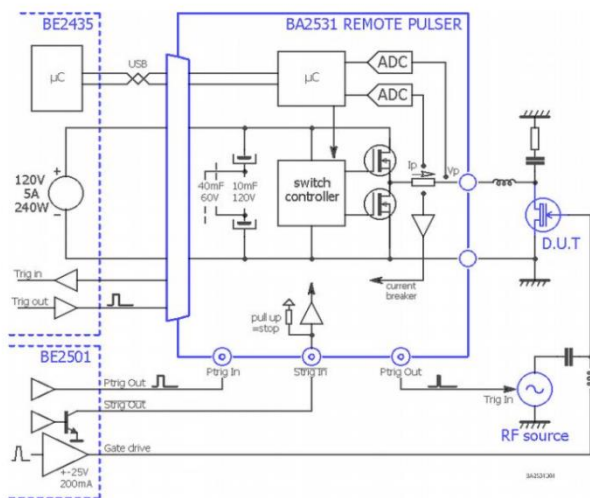 BE2435
BA2531 REMOTE PULSER
µC
USB
µC
ADC
ADC
Ip
Vp
120V
5A
240W
+
−
40mF
60V
10mF
120V
+
+
switch
controller
D.U.T
Trig in
Trig out
pull up
=stop
current
breaker
BE2501
Ptrig In
Strig In
Ptrig Out
Ptrig Out
Strig Out
Trig In
RF source
Gate drive
+-25V
200mA